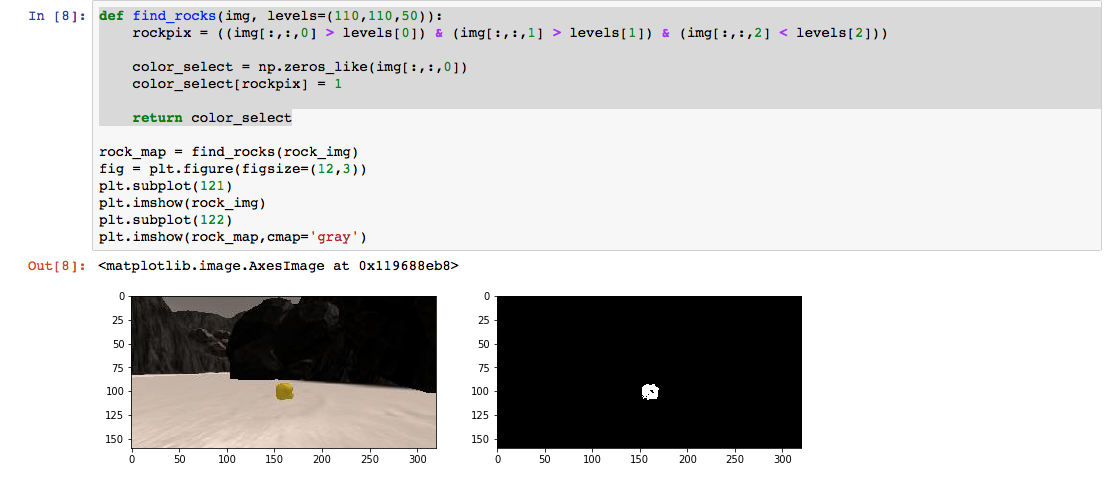 In [8]: def find_rocks(img, levels=(110,110,50)):
    rockpix = ((img[:,:,0] > levels[0]) & (img[:,:,1] > levels[1]) & (img[:,:,2] < levels[2]))
    color_select = np.zeros_like(img[:,:,0])
    color_select[rockpix] = 1
    return color_select
rock_map = find_rocks(rock_img)
fig = plt.figure(figsize=(12,3))
plt.subplot(121)
plt.imshow(rock_img)
plt.subplot(122)
plt.imshow(rock_map,cmap='gray')
Out[8]: <matplotlib.image.AxesImage at 0x119688eb8>
0
25
50
75
100
125
150
0 50 100 150 200 250 300
0
25
50
75
100
125
150
0 50 100 150 200 250 300